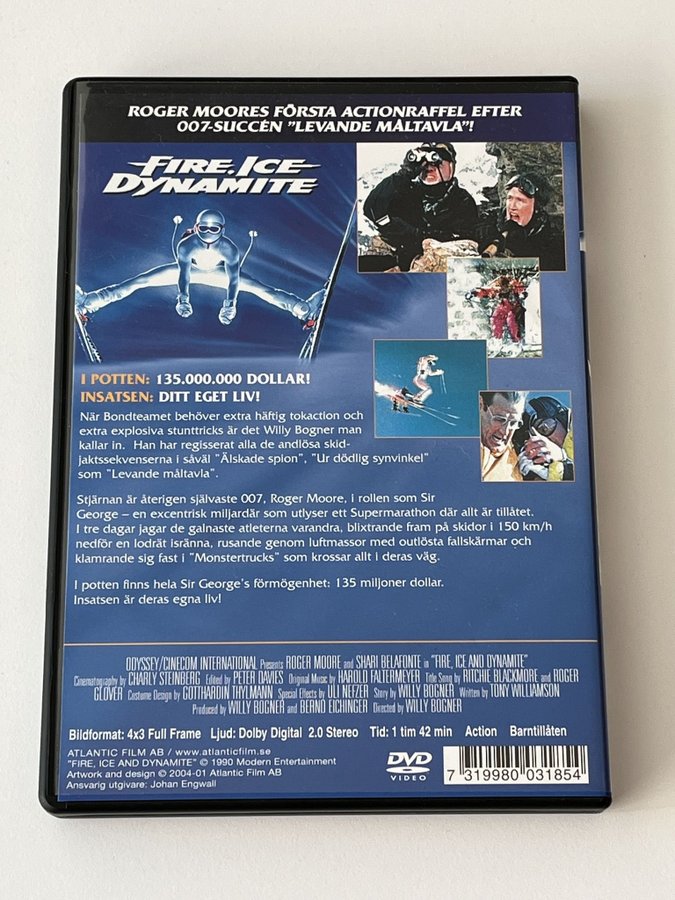 ROGER MOORES FÖRSTA ACTIONRAFFEL EFTER
007-SUCCÉN "LEVANDE MÅLTAVLA"!
FIRE, ICE
DYNAMITE
I POTTEN: 135.000.000 DOLLAR!
INSATSEN: DITT EGET LIV!
När Bondteamet behöver extra häftig tokaction och
extra explosiva stunttricks är det Willy Bogner man
kallar in. Han har regisserat alla de andlösa skid-
jaktssekvenserna i såväl "Älskade spion", "Ur dödlig synvinkel"
som "Levande måltavla".
Stjärnan är återigen självaste 007, Roger Moore, i rollen som Sir
George – en excentrisk miljardär som utlyser ett Supermarathon där allt är tillåtet.
I tre dagar jagar de galnaste atleterna varandra, blixtrande fram på skidor i 150 km/h
nedför en lodrät isränna, rusande genom luftmassor med outlösta fallskärmar och
klamrande sig fast i "Monstertrucks" som krossar allt i deras väg.
I potten finns hela Sir George's förmögenhet: 135 miljoner dollar.
Insatsen är deras egna liv!
ODYSSEY/CINECOM INTERNATIONAL Presents ROGER MOORE and SHARI BELAFONTE in "FIRE, ICE AND DYNAMITE"
Cinematography by CHARLY STEINBERG Edited by PETER DAVIES Original Music by HAROLD FALTERMEYER Title Song by RITCHIE BLACKMORE and ROGER
GLOVER Costume Design by GOTTHARDIN THYLMANN Special Effects by ULI NEFZER Story by WILLY BOGNER Written by TONY WILLIAMSON
Produced by WILLY BOGNER and BERND EICHINGER Directed by WILLY BOGNER
Bildformat: 4x3 Full Frame Ljud: Dolby Digital 2.0 Stereo Tid: 1 tim 42 min Action Barntillåten
ATLANTIC FILM AB / www.atlanticfilm.se
"FIRE, ICE AND DYNAMITE" © 1990 Modern Entertainment
Artwork and design © 2004-01 Atlantic Film AB
Ansvarig utgivare: Johan Engwall
DVD
VIDEO
7 319980 031854